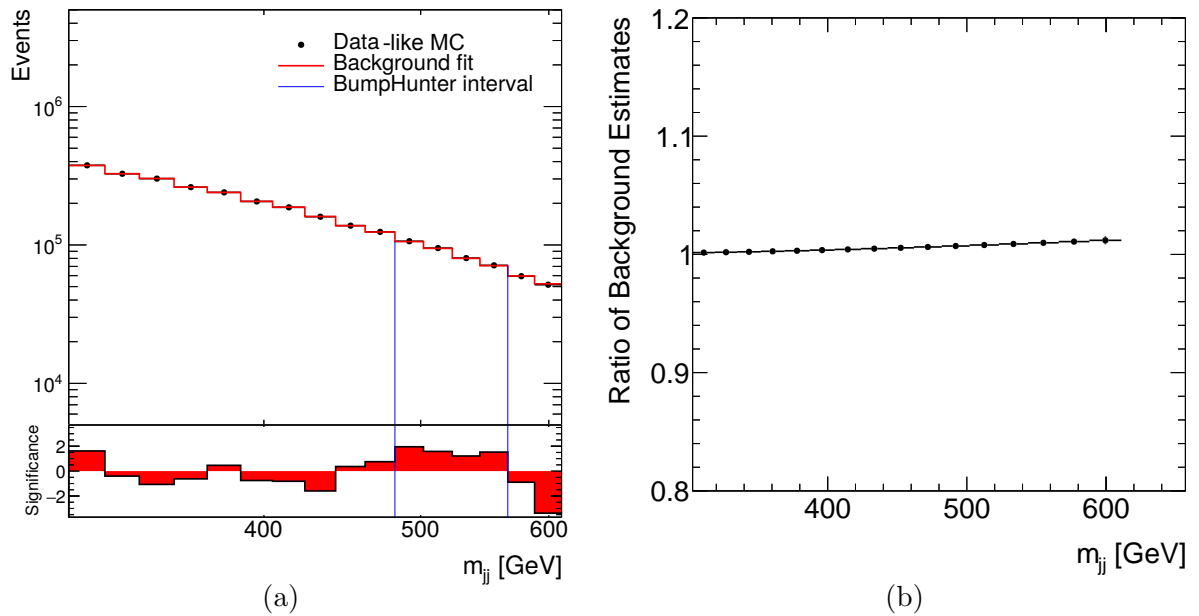 Events
Data-like MC
Background fit
BumpHunter interval
10^6
10^5
10^4
Significance
2
0
−2
400 500 600
m_jj [GeV]
(a)
Ratio of Background Estimates
1.2
1.1
1
0.9
0.8
400 500 600
m_jj [GeV]
(b)